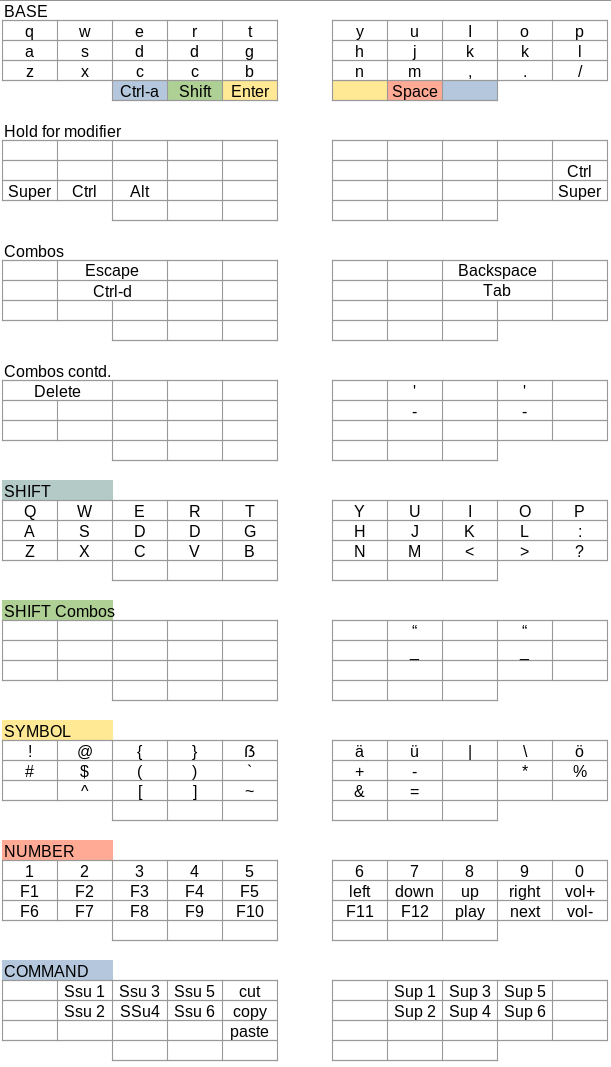 BASE
q w e r t y u I o p
a s d d g h j k k l
z x c c b n m , . /
Ctrl-a Shift Enter Space
Hold for modifier
Ctrl
Super Ctrl Alt Super
Combos
Escape Backspace
Ctrl-d Tab
Combos contd.
Delete ' '
- -
SHIFT
Q W E R T Y U I O P
A S D D G H J K L :
Z X C V B N M < > ?
SHIFT Combos
“ “
_ _
SYMBOL
! @ { } ẞ ä ü | \ ö
# $ ( ) ` + - * %
^ [ ] ~ & =
NUMBER
1 2 3 4 5 6 7 8 9 0
F1 F2 F3 F4 F5 left down up right vol+
F6 F7 F8 F9 F10 F11 F12 play next vol-
COMMAND
Ssu 1 Ssu 3 Ssu 5 cut Sup 1 Sup 3 Sup 5
Ssu 2 SSu4 Ssu 6 copy Sup 2 Sup 4 Sup 6
paste